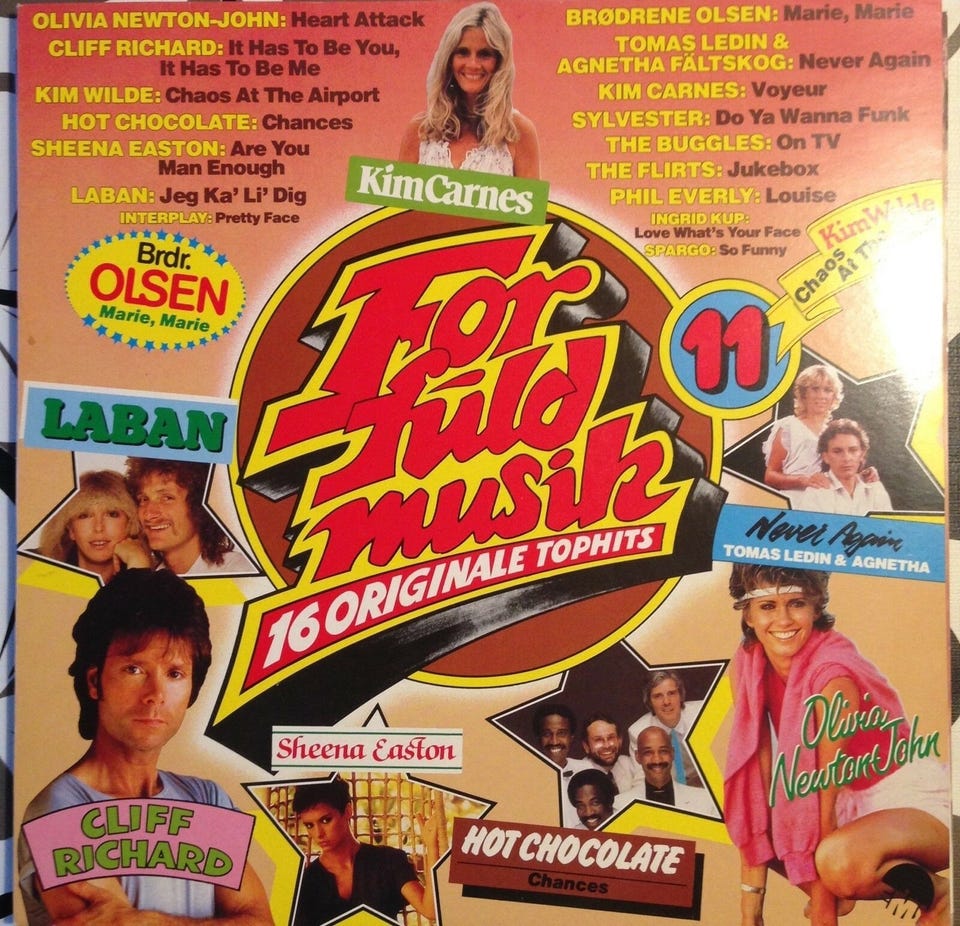 OLIVIA NEWTON-JOHN: Heart Attack
CLIFF RICHARD: It Has To Be You,
It Has To Be Me
KIM WILDE: Chaos At The Airport
HOT CHOCOLATE: Chances
SHEENA EASTON: Are You
Man Enough
LABAN: Jeg Ka' Li' Dig
INTERPLAY: Pretty Face
BRØDRENE OLSEN: Marie, Marie
TOMAS LEDIN &
AGNETHA FÄLTSKOG: Never Again
KIM CARNES: Voyeur
SYLVESTER: Do Ya Wanna Funk
THE BUGGLES: On TV
THE FLIRTS: Jukebox
PHIL EVERLY: Louise
INGRID KUP:
Love What's Your Face
SPARGO: So Funny
Kim Carnes
Brdr.
OLSEN
Marie, Marie
Kim Wilde
Chaos
At The
11
For
fuld
musik
16 ORIGINALE TOPHITS
LABAN
Never Again
TOMAS LEDIN & AGNETHA
Olivia
Newton-John
Sheena Easton
CLIFF
RICHARD
HOT CHOCOLATE
Chances